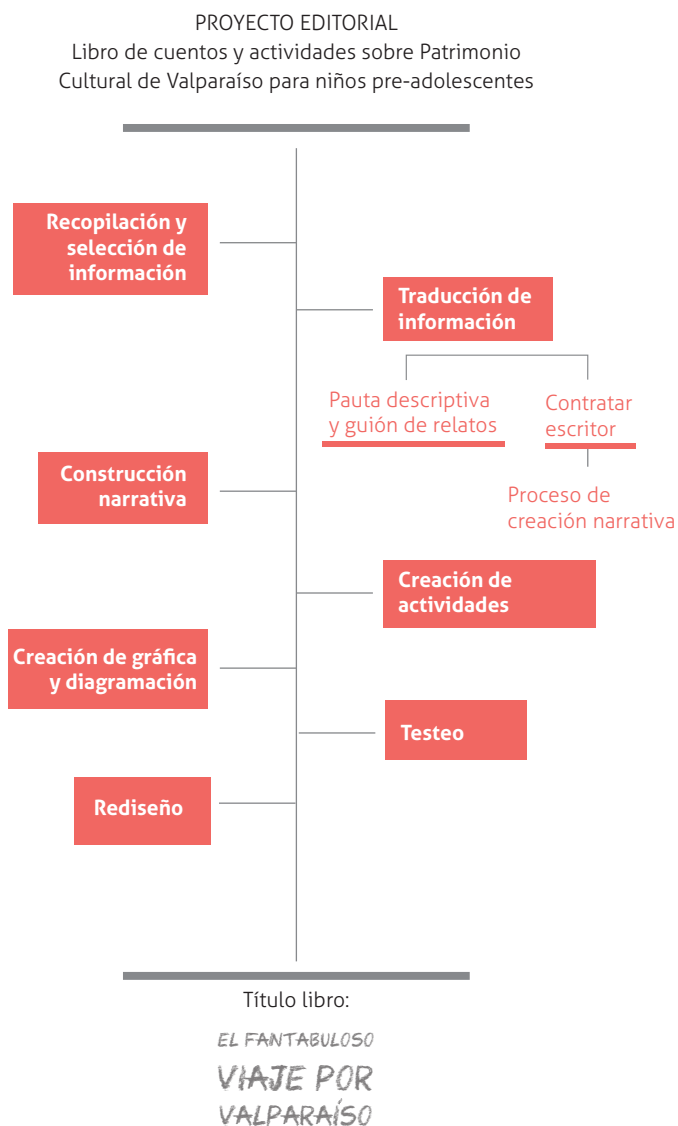 PROYECTO EDITORIAL
Libro de cuentos y actividades sobre Patrimonio
Cultural de Valparaíso para niños pre-adolescentes
Recopilación y
selección de
información
Traducción de
información
Pauta descriptiva
y guión de relatos
Contratar
escritor
Proceso de
creación narrativa
Construcción
narrativa
Creación de
actividades
Creación de gráfica
y diagramación
Testeo
Rediseño
Título libro:
EL FANTABULOSO
VIAJE POR
VALPARAÍSO